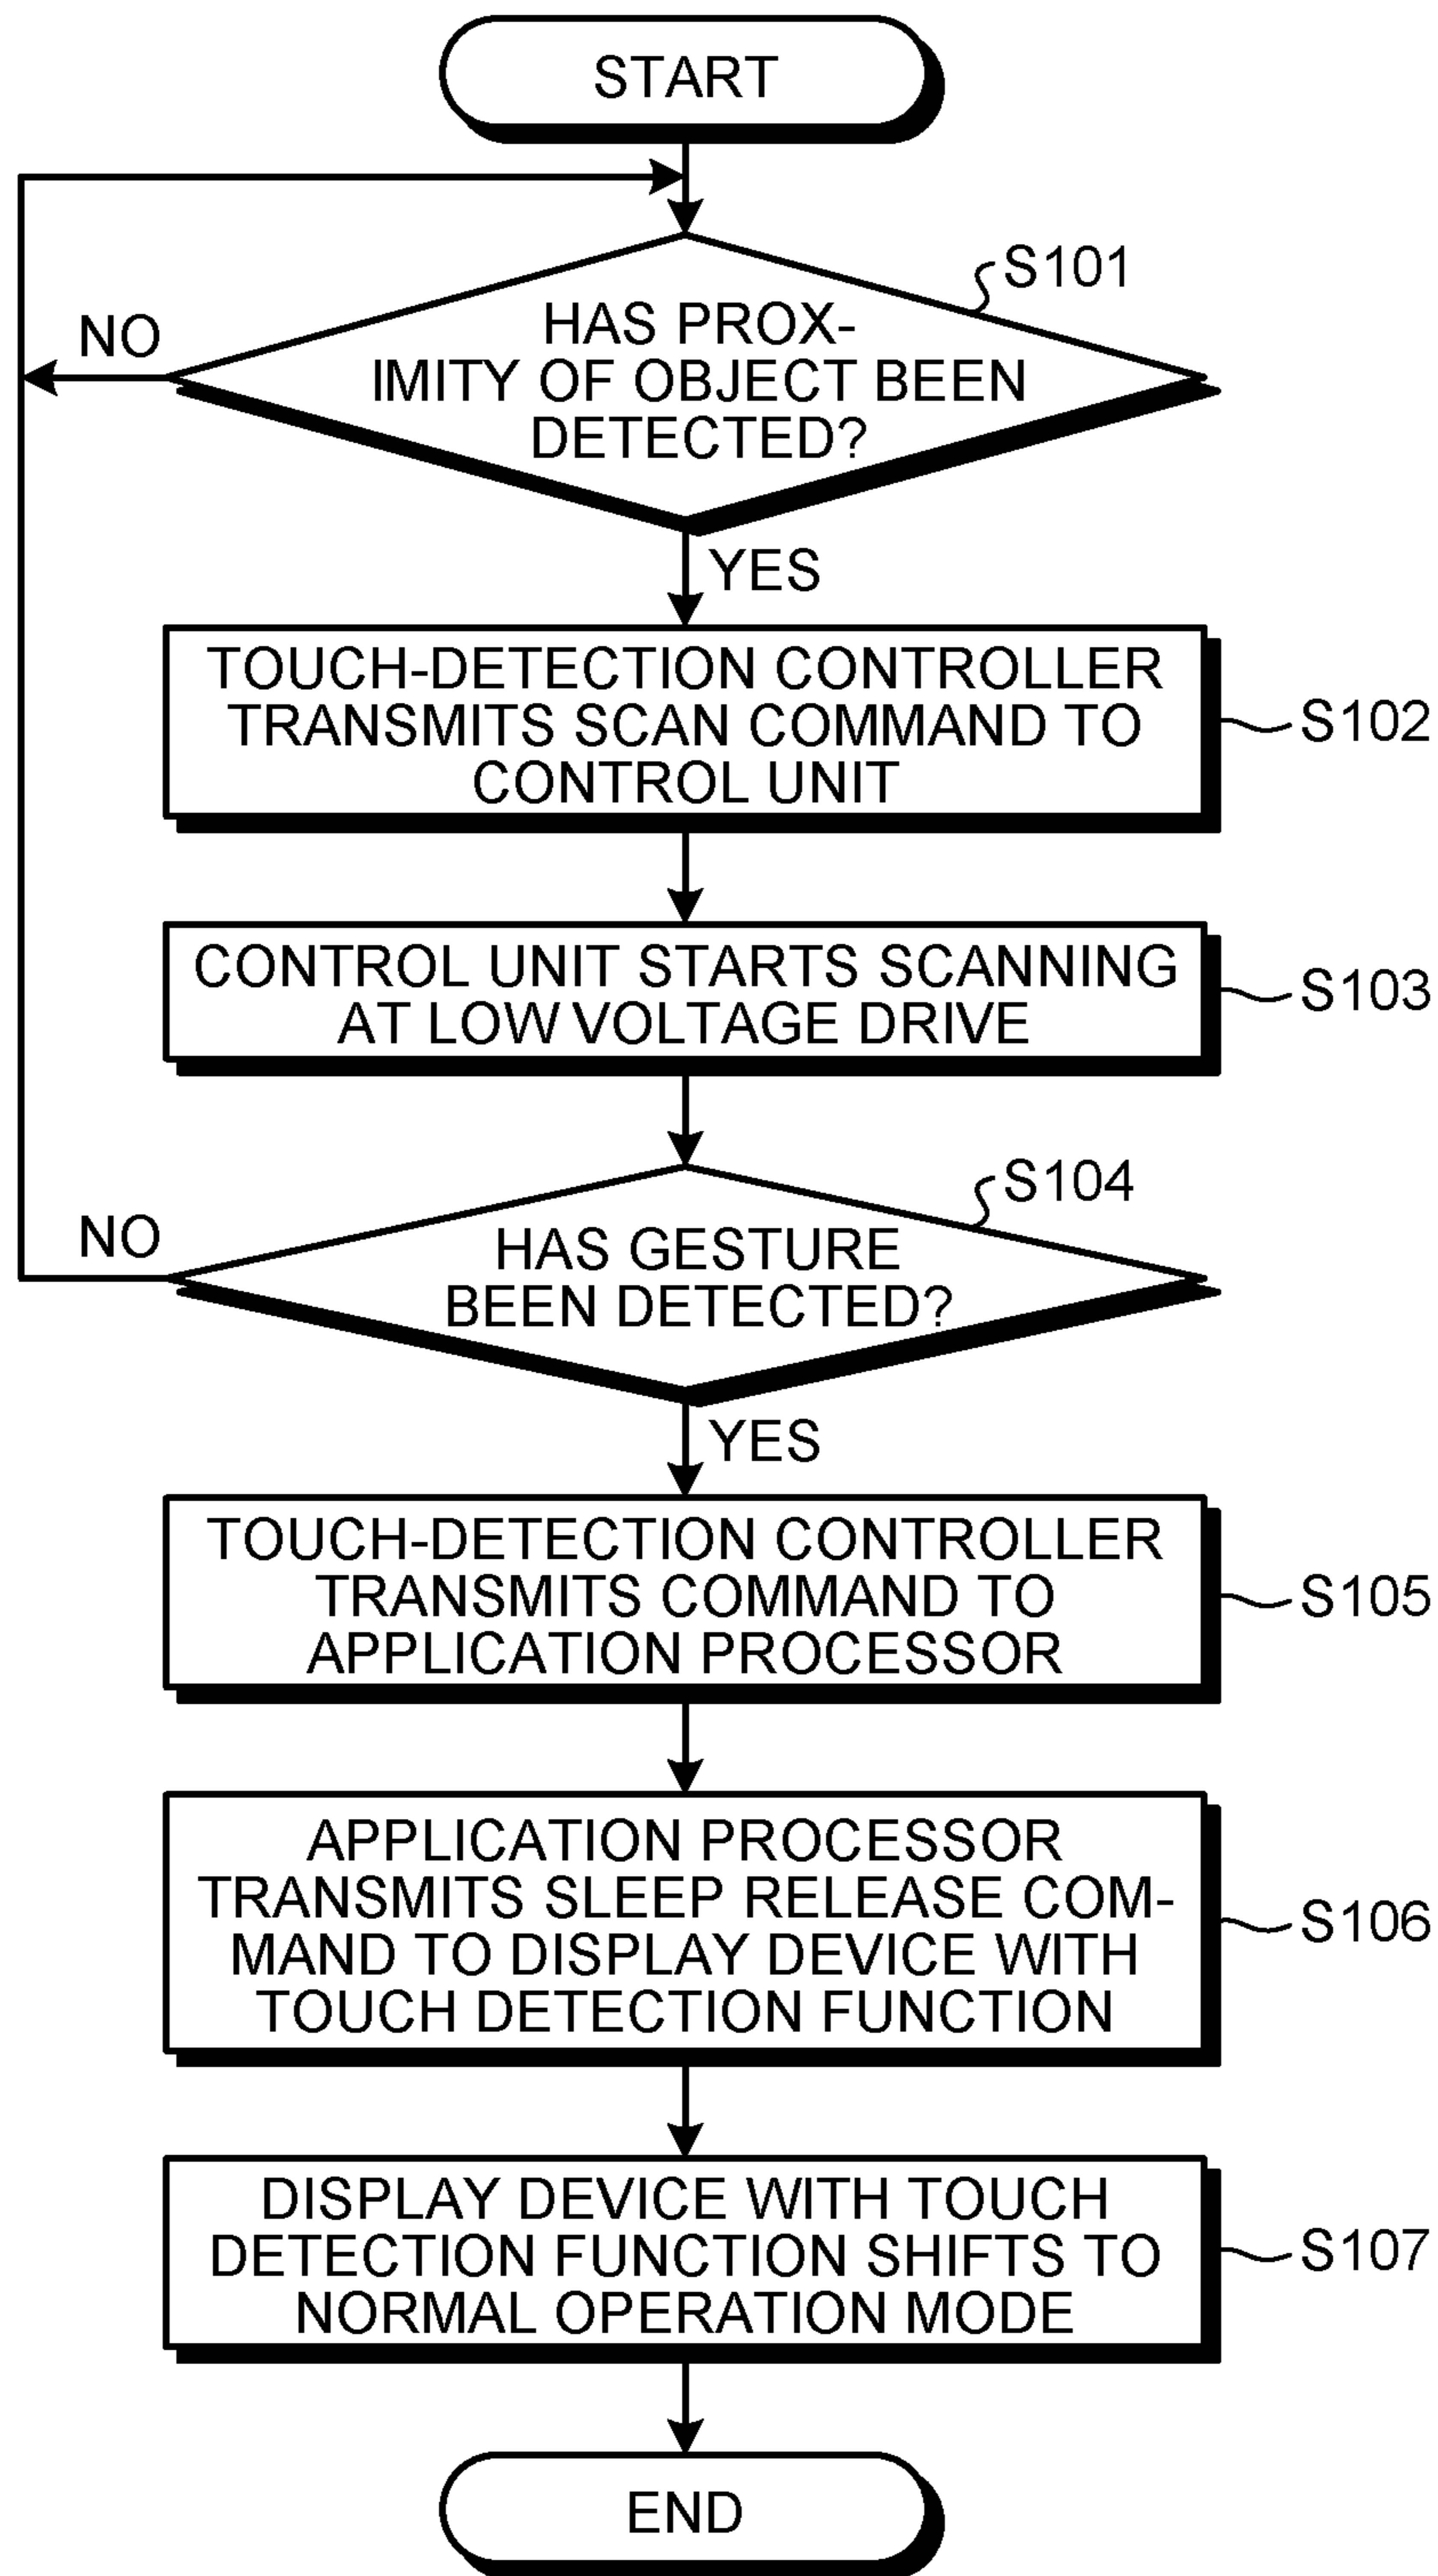 START
S101
NO
HAS PROX-
IMITY OF OBJECT BEEN
DETECTED?
YES
TOUCH-DETECTION CONTROLLER
TRANSMITS SCAN COMMAND TO
CONTROL UNIT
S102
CONTROL UNIT STARTS SCANNING
AT LOW VOLTAGE DRIVE
S103
S104
NO
HAS GESTURE
BEEN DETECTED?
YES
TOUCH-DETECTION CONTROLLER
TRANSMITS COMMAND TO
APPLICATION PROCESSOR
S105
APPLICATION PROCESSOR
TRANSMITS SLEEP RELEASE COM-
MAND TO DISPLAY DEVICE WITH
TOUCH DETECTION FUNCTION
S106
DISPLAY DEVICE WITH TOUCH
DETECTION FUNCTION SHIFTS TO
NORMAL OPERATION MODE
S107
END